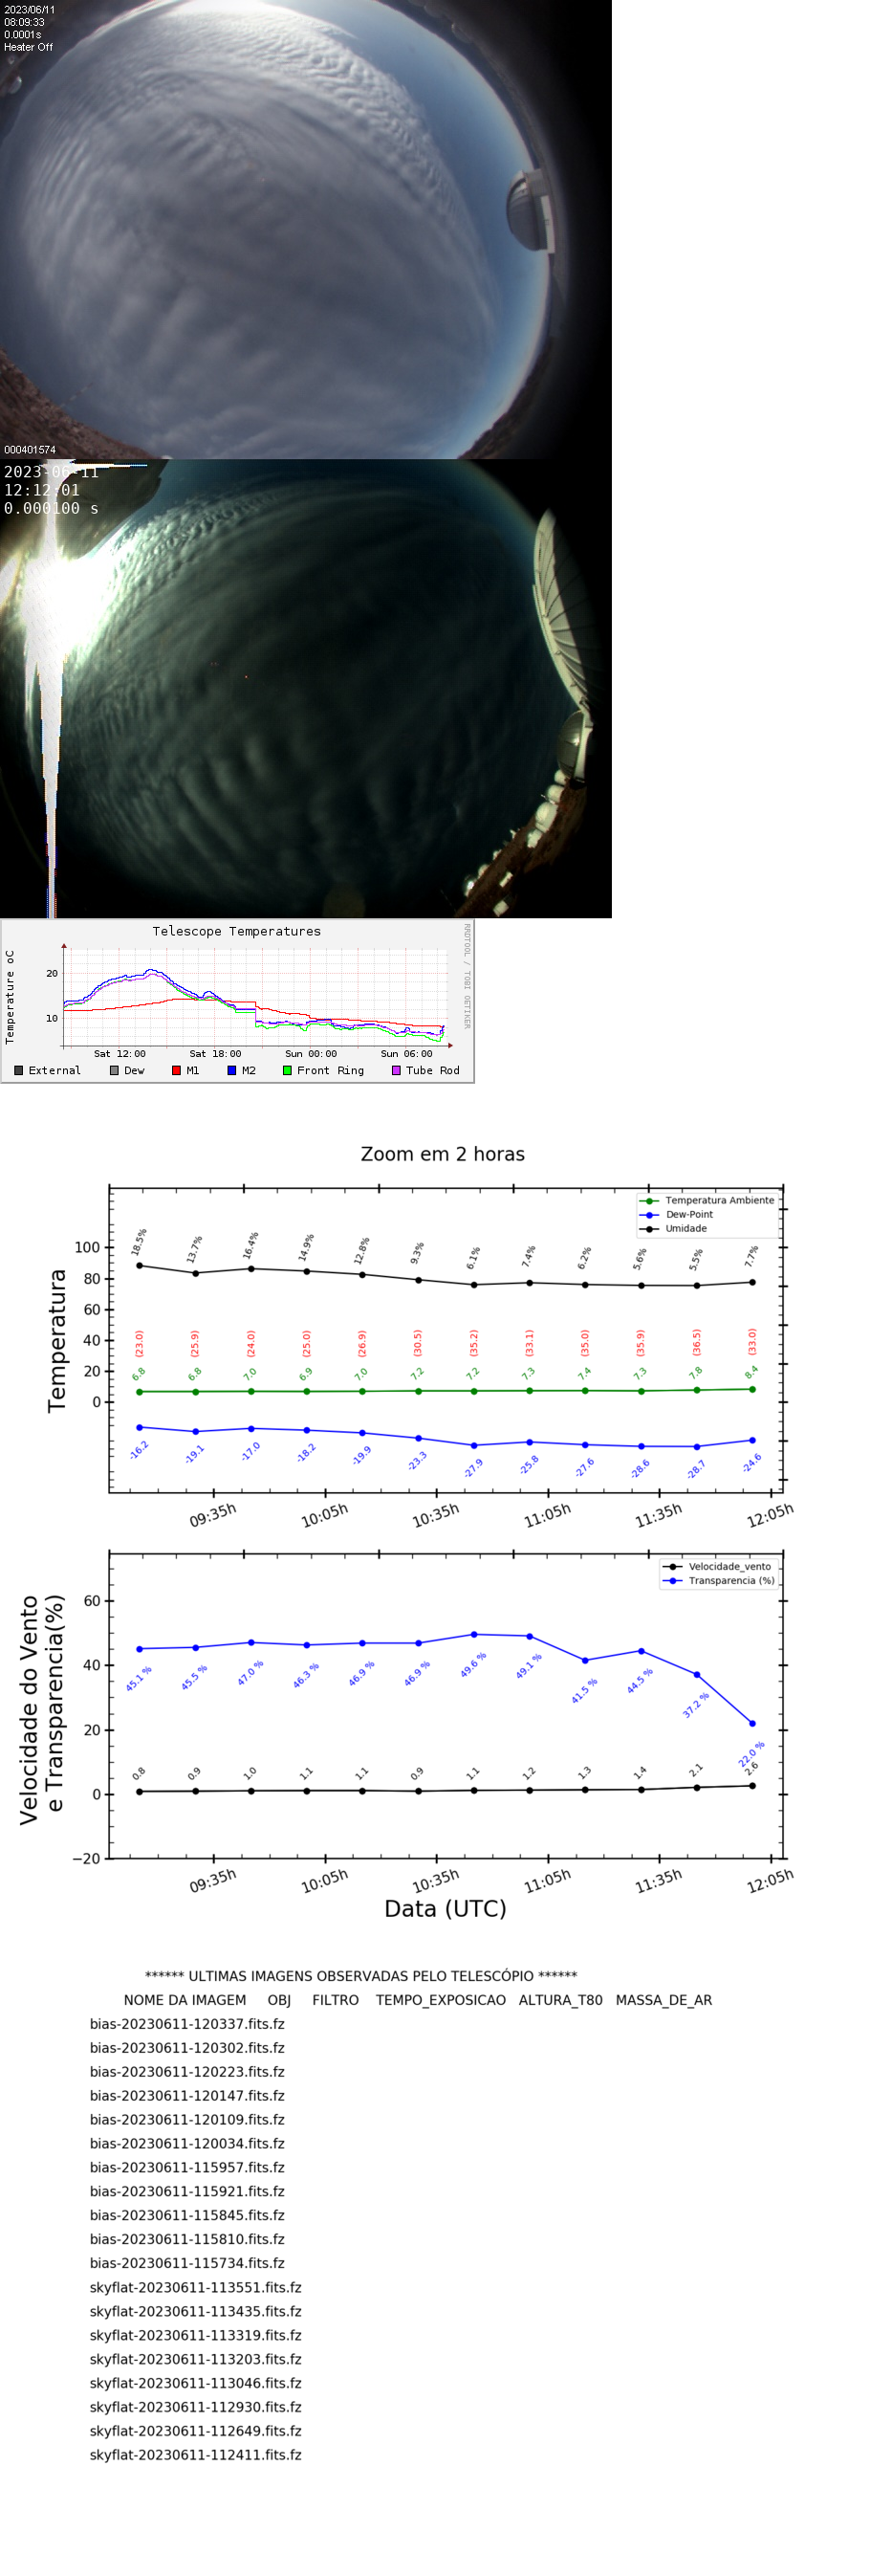 2023/06/11
08:09:33
0.0001s
Heater Off
000401574
2023-06-11
12:12:01
0.000100 s
Telescope Temperatures
Temperature oC
RRDTOOL / TOBI OETIKER
20
10
Sat 12:00 Sat 18:00 Sun 00:00 Sun 06:00
External Dew M1 M2 Front Ring Tube Rod
Zoom em 2 horas
Temperatura
Temperatura Ambiente
Dew-Point
Umidade
100
80
60
40
20
0
18.5% 13.7% 16.4% 14.9% 12.8% 9.3% 6.1% 7.4% 6.2% 5.6% 5.5% 7.7%
(23.0) (25.9) (24.0) (25.0) (26.9) (30.5) (35.2) (33.1) (35.0) (35.9) (36.5) (33.0)
6.8 6.8 7.0 6.9 7.0 7.2 7.2 7.3 7.4 7.3 7.8 8.4
-16.2 -19.1 -17.0 -18.2 -19.9 -23.3 -27.9 -25.8 -27.6 -28.6 -28.7 -24.6
09:35h 10:05h 10:35h 11:05h 11:35h 12:05h
Velocidade do Vento
e Transparencia(%)
Velocidade_vento
Transparencia (%)
60
40
20
0
−20
45.1 % 45.5 % 47.0 % 46.3 % 46.9 % 46.9 % 49.6 % 49.1 % 41.5 % 44.5 % 37.2 % 22.0 %
0.8 0.9 1.0 1.1 1.1 0.9 1.1 1.2 1.3 1.4 2.1 2.6
09:35h 10:05h 10:35h 11:05h 11:35h 12:05h
Data (UTC)
****** ULTIMAS IMAGENS OBSERVADAS PELO TELESCÓPIO ******
NOME DA IMAGEM OBJ FILTRO TEMPO_EXPOSICAO ALTURA_T80 MASSA_DE_AR
bias-20230611-120337.fits.fz
bias-20230611-120302.fits.fz
bias-20230611-120223.fits.fz
bias-20230611-120147.fits.fz
bias-20230611-120109.fits.fz
bias-20230611-120034.fits.fz
bias-20230611-115957.fits.fz
bias-20230611-115921.fits.fz
bias-20230611-115845.fits.fz
bias-20230611-115810.fits.fz
bias-20230611-115734.fits.fz
skyflat-20230611-113551.fits.fz
skyflat-20230611-113435.fits.fz
skyflat-20230611-113319.fits.fz
skyflat-20230611-113203.fits.fz
skyflat-20230611-113046.fits.fz
skyflat-20230611-112930.fits.fz
skyflat-20230611-112649.fits.fz
skyflat-20230611-112411.fits.fz